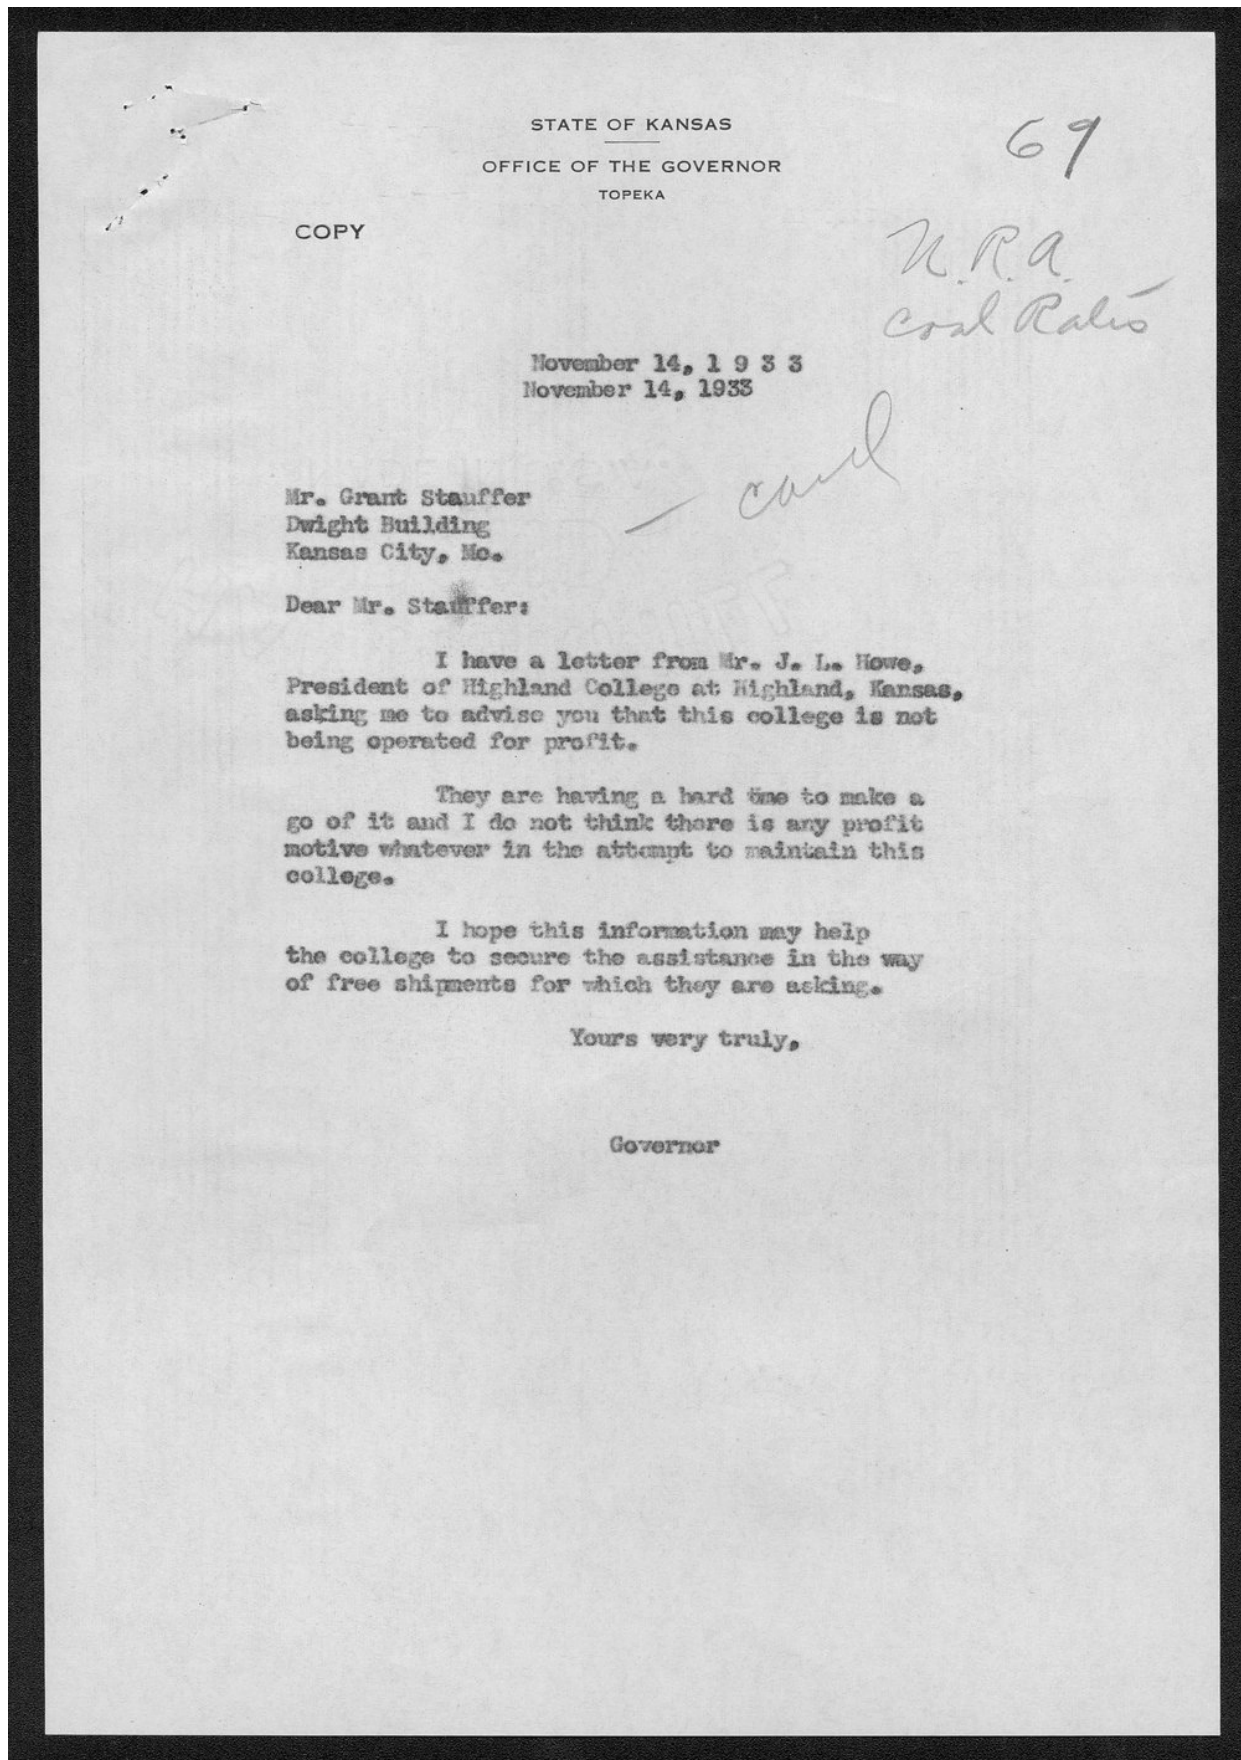 STATE OF KANSAS
OFFICE OF THE GOVERNOR
TOPEKA
69
COPY
N.R.A.
Coal Rates
November 14, 1 9 3 3
November 14, 1933
Mr. Grant Stauffer
Dwight Building
Kansas City, Mo.
Dear Mr. Stauffer:
I have a letter from Mr. J. L. Howe,
President of Highland College at Highland, Kansas,
asking me to advise you that this college is not
being operated for profit.
They are having a hard time to make a
go of it and I do not think there is any profit
motive whatever in the attempt to maintain this
college.
I hope this information may help
the college to secure the assistance in the way
of free shipments for which they are asking.
Yours very truly,
Governor